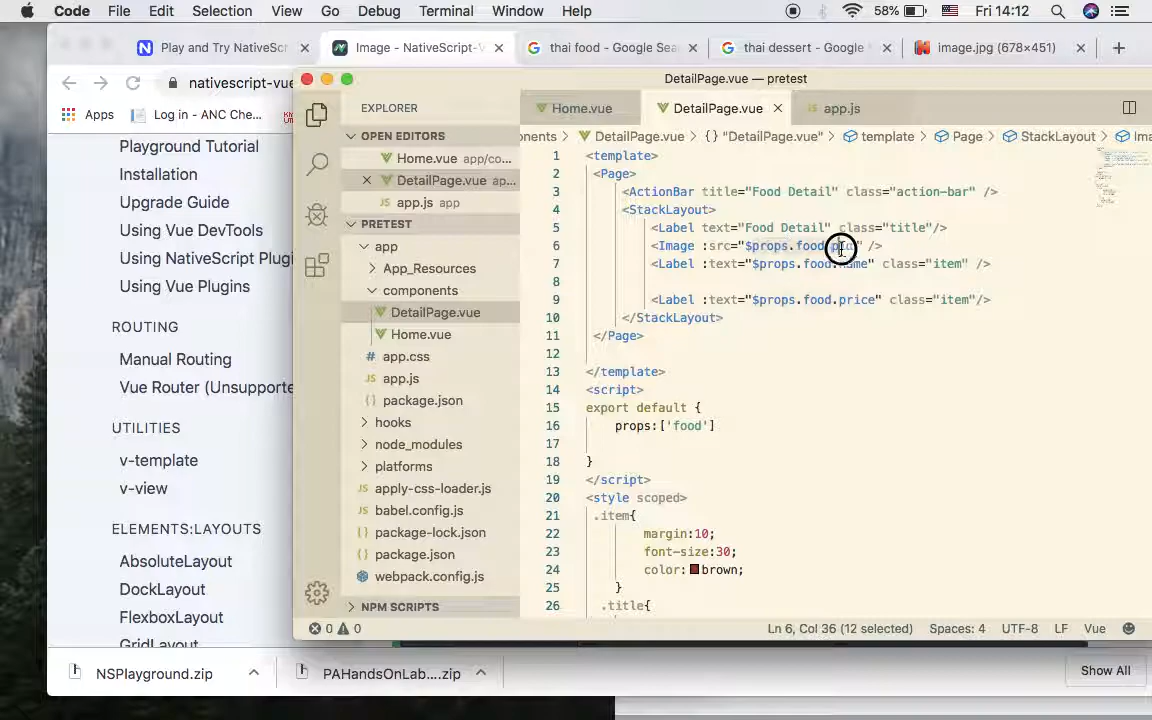 Code File Edit Selection View Go Debug Terminal Window Help 58% Fri 14:12
Play and Try NativeScr Image - NativeScript-V thai food - Google Sea thai dessert - Google image.jpg (678×451)
nativescript-vue
Apps Log in - ANC Che...
DetailPage.vue — pretest
EXPLORER
OPEN EDITORS
Home.vue app/co...
DetailPage.vue ap...
app.js app
PRETEST
app
App_Resources
components
DetailPage.vue
Home.vue
app.css
app.js
package.json
hooks
node_modules
platforms
apply-css-loader.js
babel.config.js
package-lock.json
package.json
webpack.config.js
NPM SCRIPTS
Home.vue DetailPage.vue app.js
onents DetailPage.vue {} "DetailPage.vue" template Page StackLayout Ima
1 <template>
2 <Page>
3 <ActionBar title="Food Detail" class="action-bar" />
4 <StackLayout>
5 <Label text="Food Detail" class="title"/>
6 <Image :src="$props.food.p " />
7 <Label :text="$props.food.name" class="item" />
8
9 <Label :text="$props.food.price" class="item"/>
10 </StackLayout>
11 </Page>
12
13 </template>
14 <script>
15 export default {
16 props:['food']
17
18 }
19 </script>
20 <style scoped>
21 .item{
22 margin:10;
23 font-size:30;
24 color: brown;
25 }
26 .title{
0 0 Ln 6, Col 36 (12 selected) Spaces: 4 UTF-8 LF Vue
Playground Tutorial
Installation
Upgrade Guide
Using Vue DevTools
Using NativeScript Plugi
Using Vue Plugins
ROUTING
Manual Routing
Vue Router (Unsupporte
UTILITIES
v-template
v-view
ELEMENTS:LAYOUTS
AbsoluteLayout
DockLayout
FlexboxLayout
GridLayout
NSPlayground.zip PAHandsOnLab....zip Show All